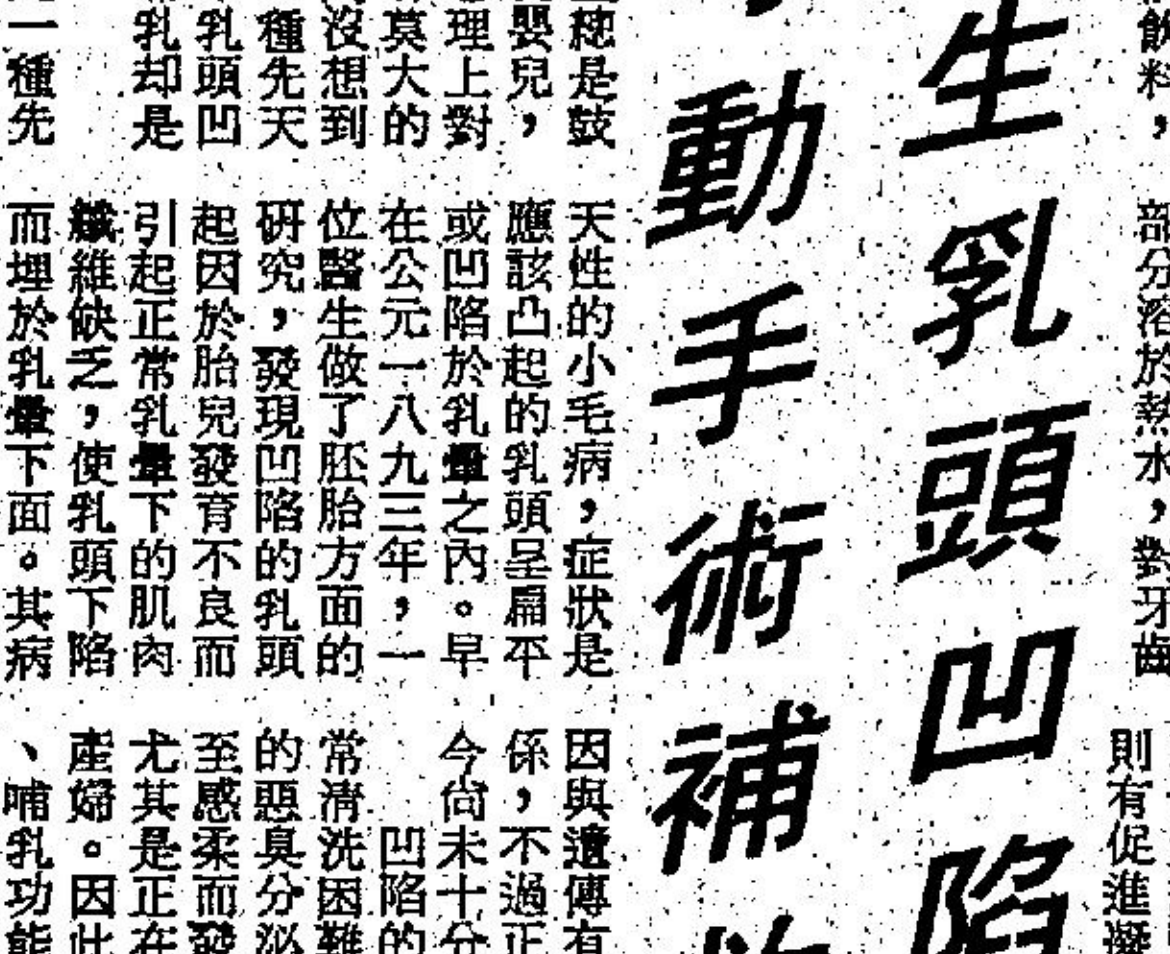 飲料，
部分溶於熱水，對牙齒
則有促進
生乳頭凹陷
動手術補
是鼓
嬰兒，
理上對
莫大的
沒想到
種先天
乳頭凹
乳却是
一種先
天性的小毛病，症狀是
應該凸起的乳頭呈扁平
或凹陷於乳暈之內。早
在公元一八九三年，一
位醫生做了胚胎方面的
研究，發現凹陷的乳頭
起因於胎兒發育不良而
引起正常乳暈下的肌肉
纖維缺乏，使乳頭下陷
而埋於乳暈下面。其病
因與遺傳有
係，不過正
今尚未十分
凹陷的
常清洗困難
的惡臭分泌
至感柔而發
尤其是正在
產婦。因此
、哺乳功能